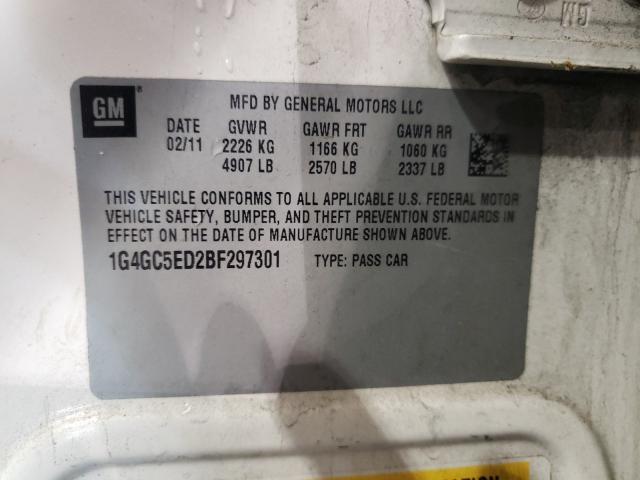 GM
GM ®
MFD BY GENERAL MOTORS LLC
DATE GVWR GAWR FRT GAWR RR
02/11 2226 KG 1166 KG 1060 KG
4907 LB 2570 LB 2337 LB
THIS VEHICLE CONFORMS TO ALL APPLICABLE U.S. FEDERAL MOTOR
VEHICLE SAFETY, BUMPER, AND THEFT PREVENTION STANDARDS IN
EFFECT ON THE DATE OF MANUFACTURE SHOWN ABOVE.
1G4GC5ED2BF297301 TYPE: PASS CAR